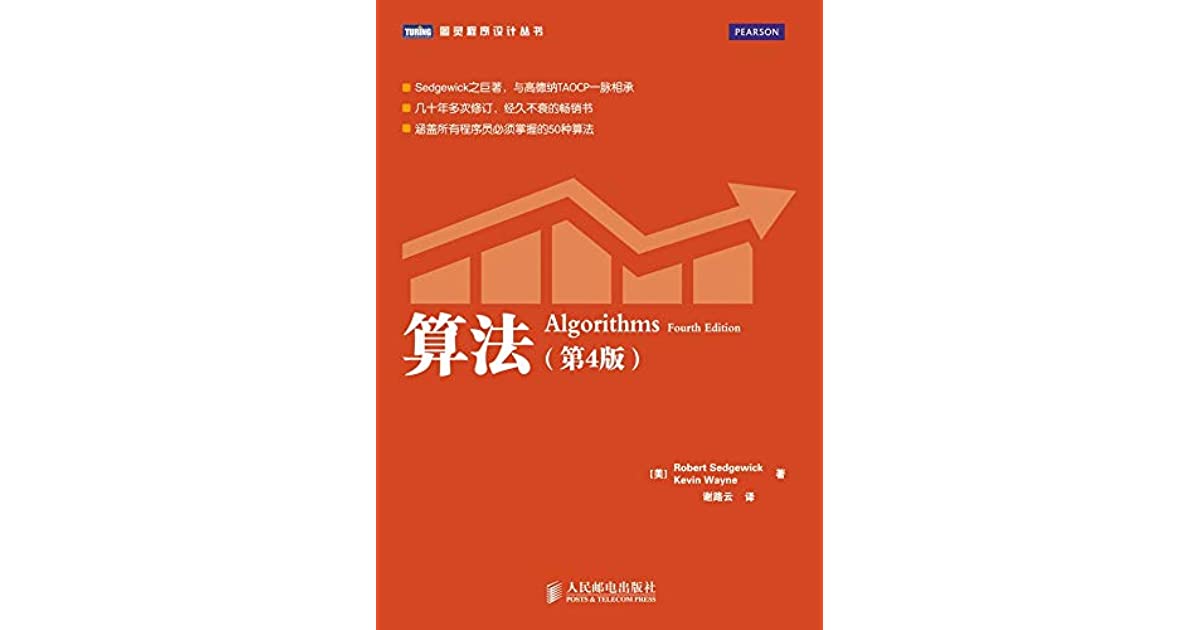 TURING 图灵程序设计丛书
PEARSON
Sedgewick之巨著，与高德纳TAOCP一脉相承
几十年多次修订，经久不衰的畅销书
涵盖所有程序员必须掌握的50种算法
算法 Algorithms Fourth Edition
（第4版）
[美] Robert Sedgewick
Kevin Wayne 著
谢路云 译
人民邮电出版社
POSTS & TELECOM PRESS